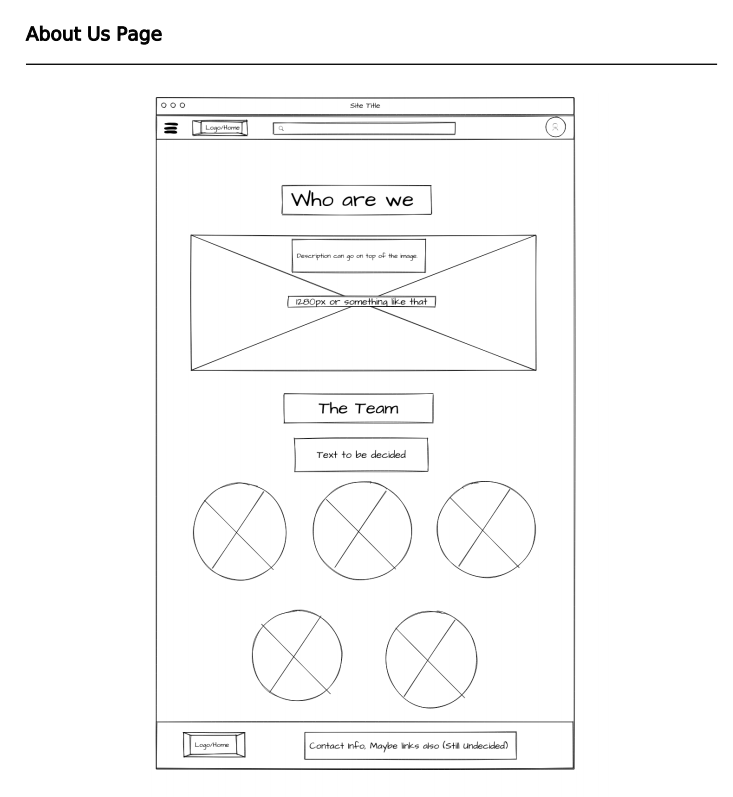 About Us Page
Site Title
Logo/Home
Who are we
Description can go on top of the image.
1280px or something like that
The Team
Text to be decided
Logo/Home
Contact Info. Maybe links also (Still Undecided)